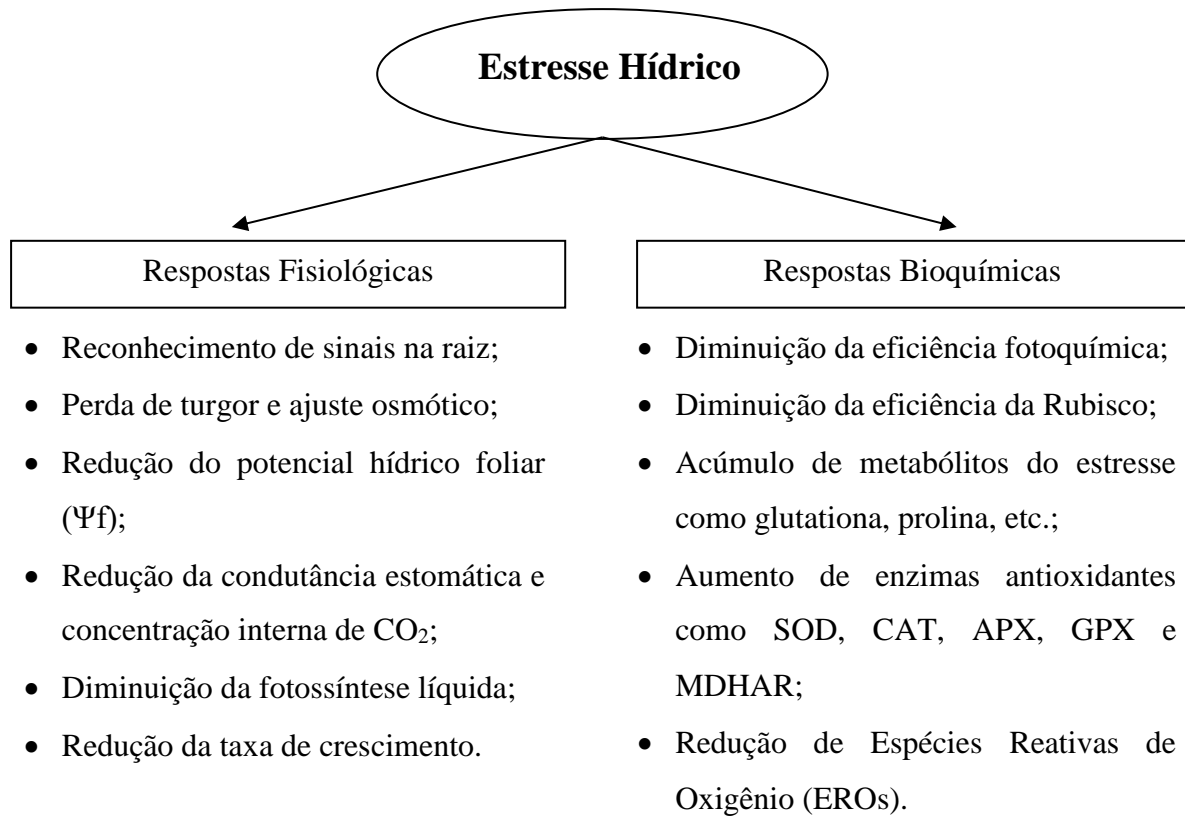 Estresse Hídrico
Respostas Fisiológicas
• Reconhecimento de sinais na raiz;
• Perda de turgor e ajuste osmótico;
• Redução do potencial hídrico foliar
(Ψf);
• Redução da condutância estomática e
concentração interna de CO₂;
• Diminuição da fotossíntese líquida;
• Redução da taxa de crescimento.
Respostas Bioquímicas
• Diminuição da eficiência fotoquímica;
• Diminuição da eficiência da Rubisco;
• Acúmulo de metabólitos do estresse
como glutationa, prolina, etc.;
• Aumento de enzimas antioxidantes
como SOD, CAT, APX, GPX e
MDHAR;
• Redução de Espécies Reativas de
Oxigênio (EROs).